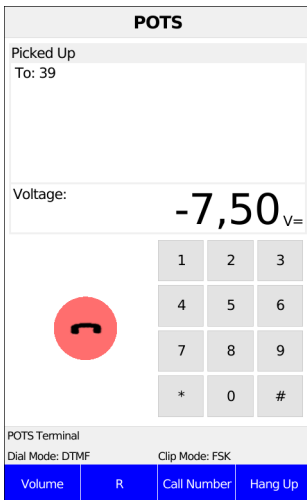 POTS
Picked Up
To: 39
Voltage:
-7,50 V=
1 2 3
4 5 6
7 8 9
* 0 #
POTS Terminal
Dial Mode: DTMF Clip Mode: FSK
Volume R Call Number Hang Up